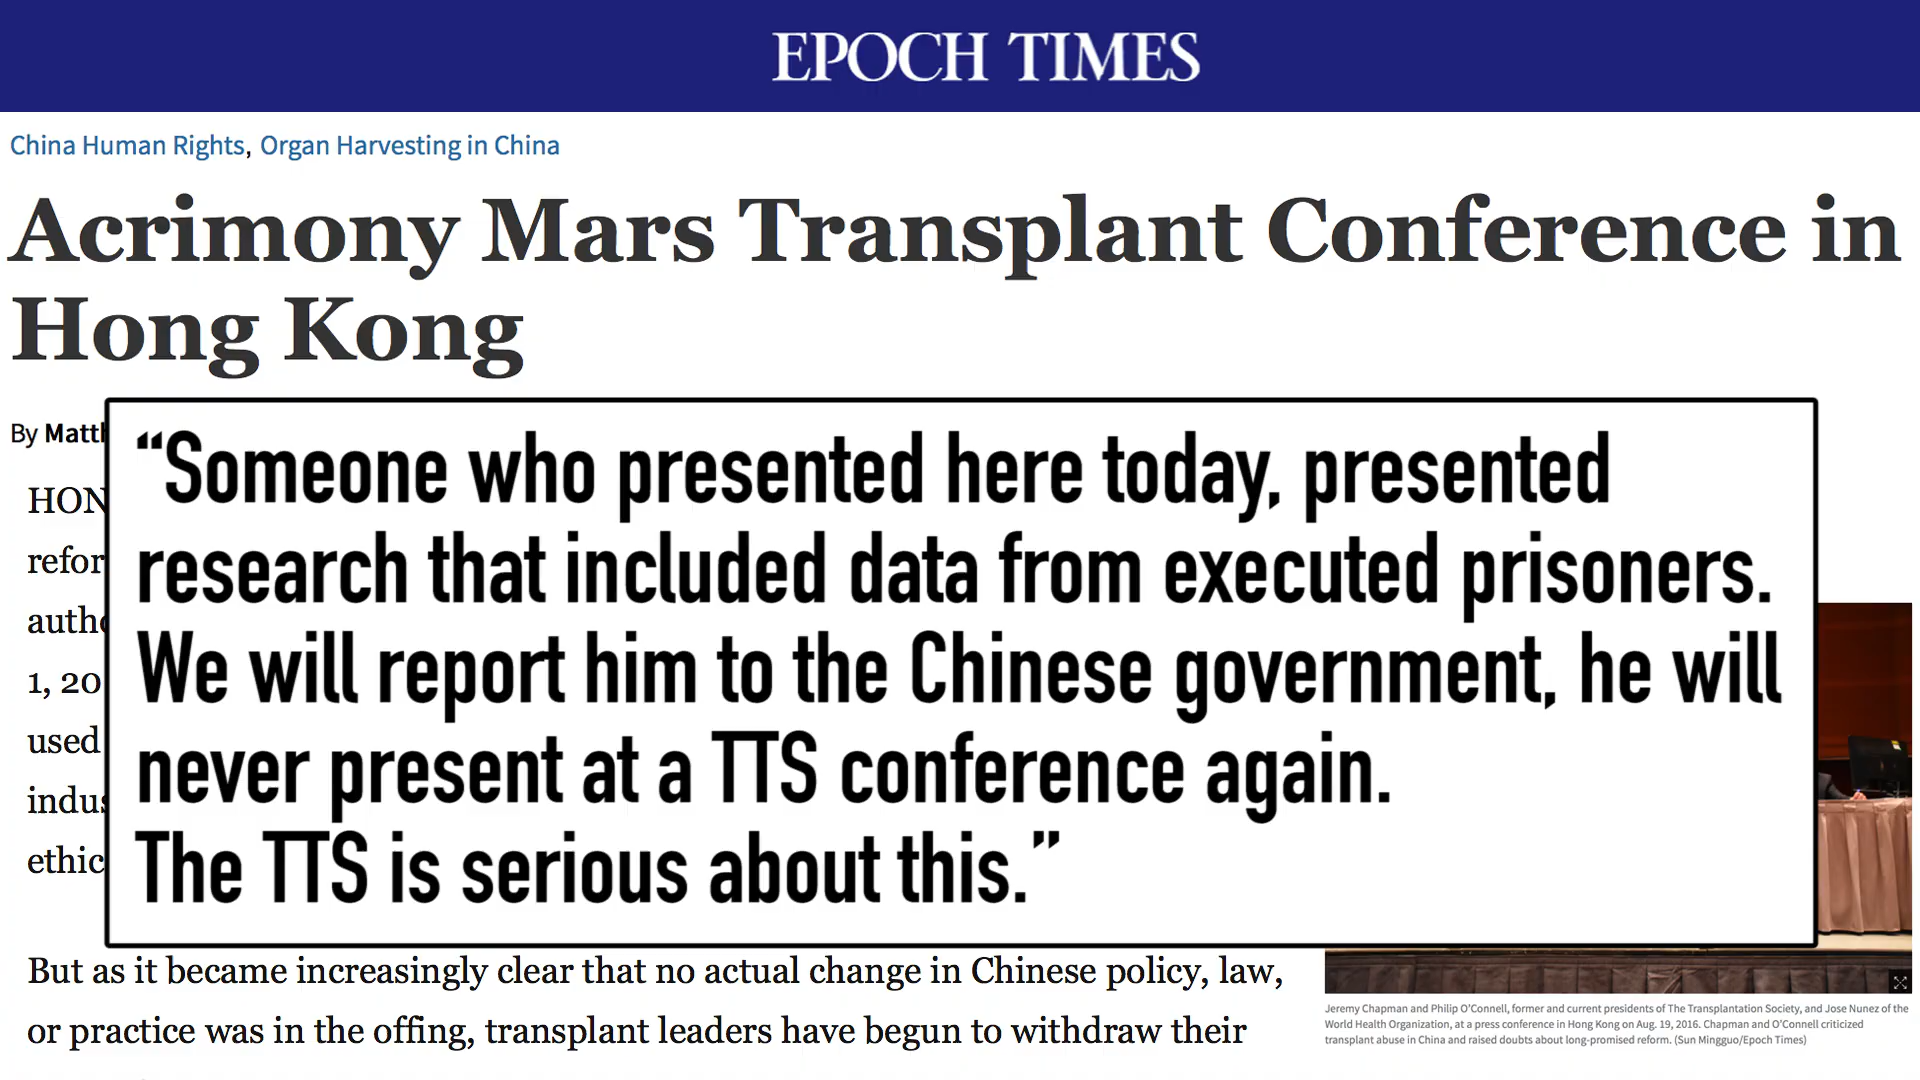 EPOCH TIMES
China Human Rights, Organ Harvesting in China
Acrimony Mars Transplant Conference in
Hong Kong
By
“Someone who presented here today, presented
research that included data from executed prisoners.
We will report him to the Chinese government, he will
never present at a TTS conference again.
The TTS is serious about this.”
1, 20
used
But as it became increasingly clear that no actual change in Chinese policy, law,
or practice was in the offing, transplant leaders have begun to withdraw their
Jeremy Chapman and Philip O’Connell, former and current presidents of The Transplantation Society, and Jose Nunez of the
World Health Organization, at a press conference in Hong Kong on Aug. 19, 2016. Chapman and O’Connell criticized
transplant abuse in China and raised doubts about long-promised reform. (Sun Mingguo/Epoch Times)